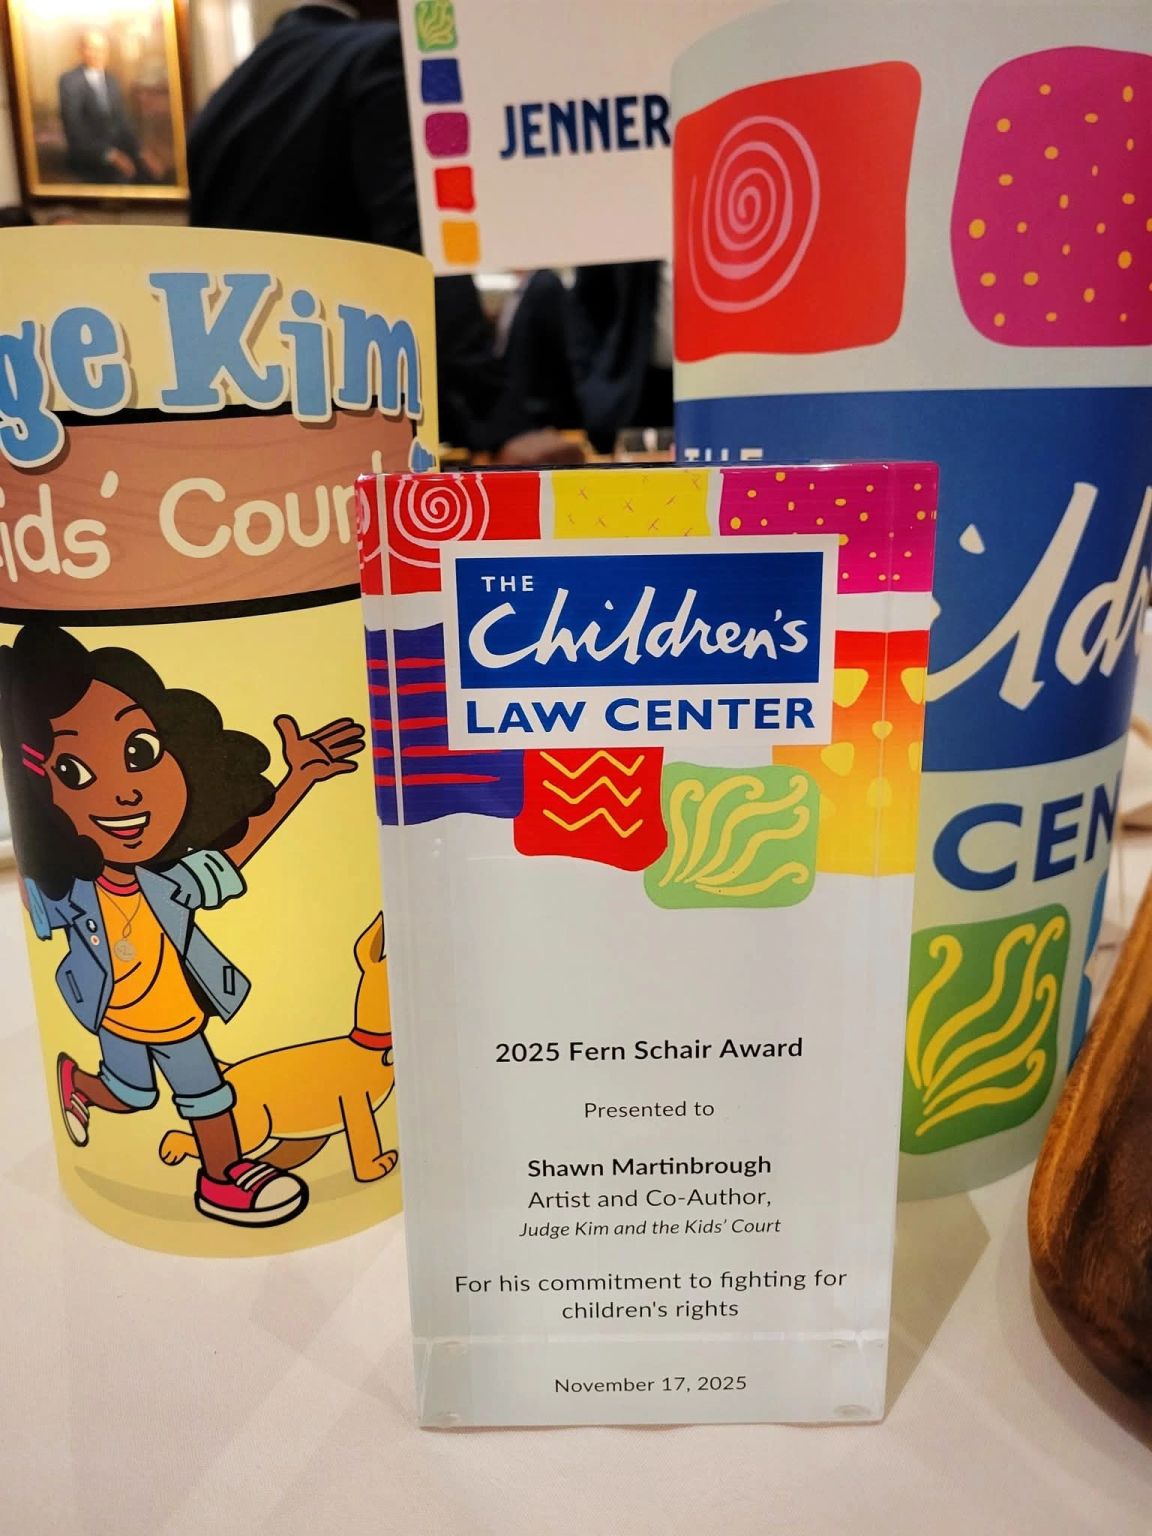 JENNER
ge Kim
ids' Cour
THE
Children's
LAW CENTER
THE
ildr
CEN
2025 Fern Schair Award
Presented to
Shawn Martinbrough
Artist and Co-Author,
Judge Kim and the Kids' Court
For his commitment to fighting for
children's rights
November 17, 2025